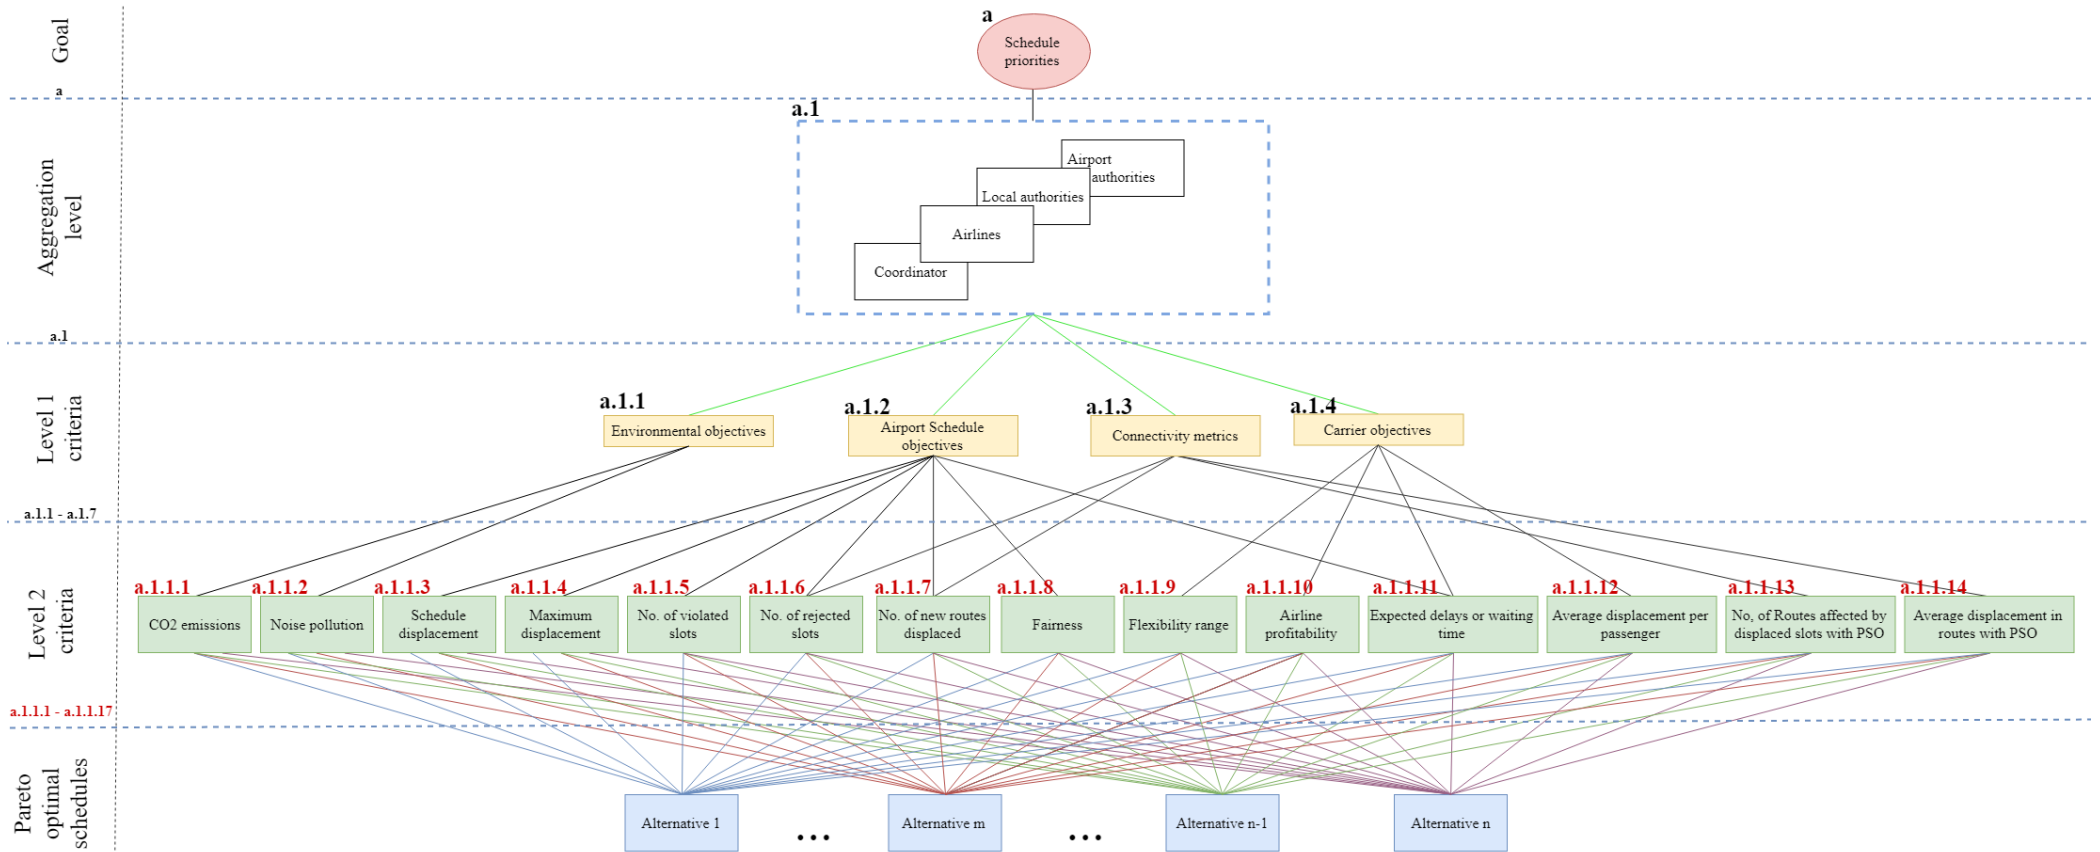 Goal
a
Schedule
priorities
a
a.1
Aggregation
level
Airport
authorities
Local authorities
Airlines
Coordinator
a.1
Level 1
criteria
a.1.1
Environmental objectives
a.1.2
Airport Schedule
objectives
a.1.3
Connectivity metrics
a.1.4
Carrier objectives
a.1.1 - a.1.7
Level 2
criteria
a.1.1.1
CO2 emissions
a.1.1.2
Noise pollution
a.1.1.3
Schedule
displacement
a.1.1.4
Maximum
displacement
a.1.1.5
No. of violated
slots
a.1.1.6
No. of rejected
slots
a.1.1.7
No. of new routes
displaced
a.1.1.8
Fairness
a.1.1.9
Flexibility range
a.1.1.10
Airline
profitability
a.1.1.11
Expected delays or waiting
time
a.1.1.12
Average displacement per
passenger
a.1.1.13
No, of Routes affected by
displaced slots with PSO
a.1.1.14
Average displacement in
routes with PSO
a.1.1.1 - a.1.1.17
Pareto
optimal
schedules
Alternative 1
...
Alternative m
...
Alternative n-1
Alternative n